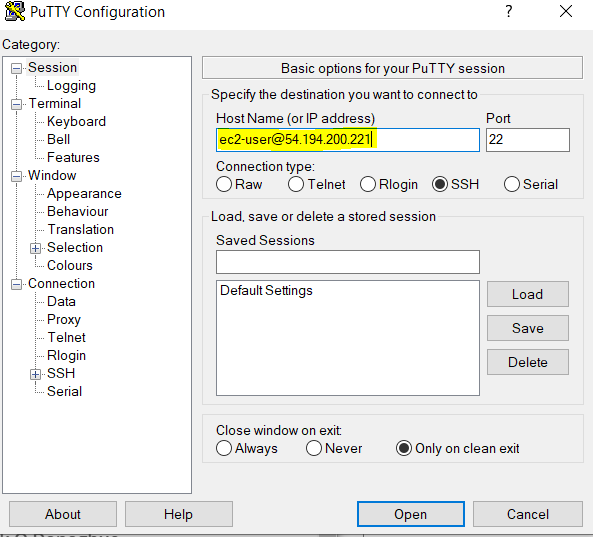 PuTTY Configuration
?
Category:
Session
Logging
Terminal
Keyboard
Bell
Features
Window
Appearance
Behaviour
Translation
Selection
Colours
Connection
Data
Proxy
Telnet
Rlogin
SSH
Serial
Basic options for your PuTTY session
Specify the destination you want to connect to
Host Name (or IP address) Port
ec2-user@54.194.200.221 22
Connection type:
Raw Telnet Rlogin SSH Serial
Load, save or delete a stored session
Saved Sessions
Default Settings
Load
Save
Delete
Close window on exit:
Always Never Only on clean exit
About Help Open Cancel